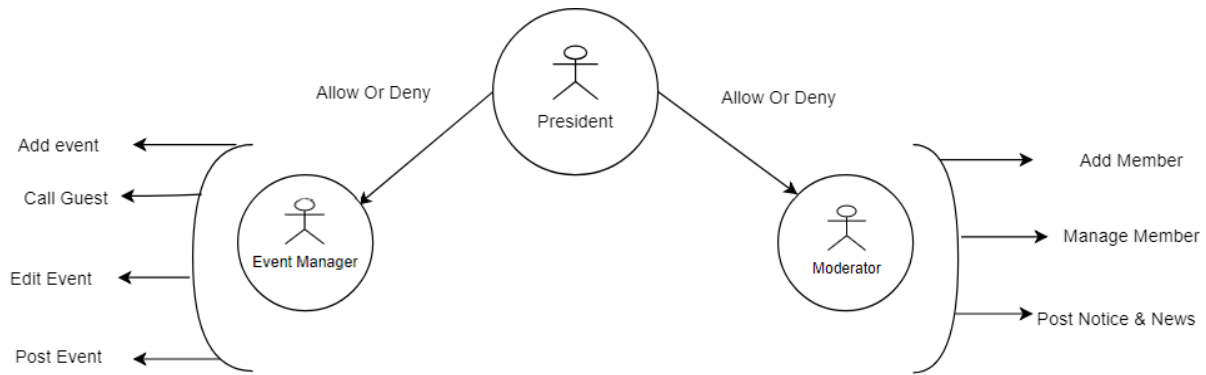 President
Allow Or Deny
Allow Or Deny
Add event
Call Guest
Edit Event
Post Event
Event Manager
Moderator
Add Member
Manage Member
Post Notice & News